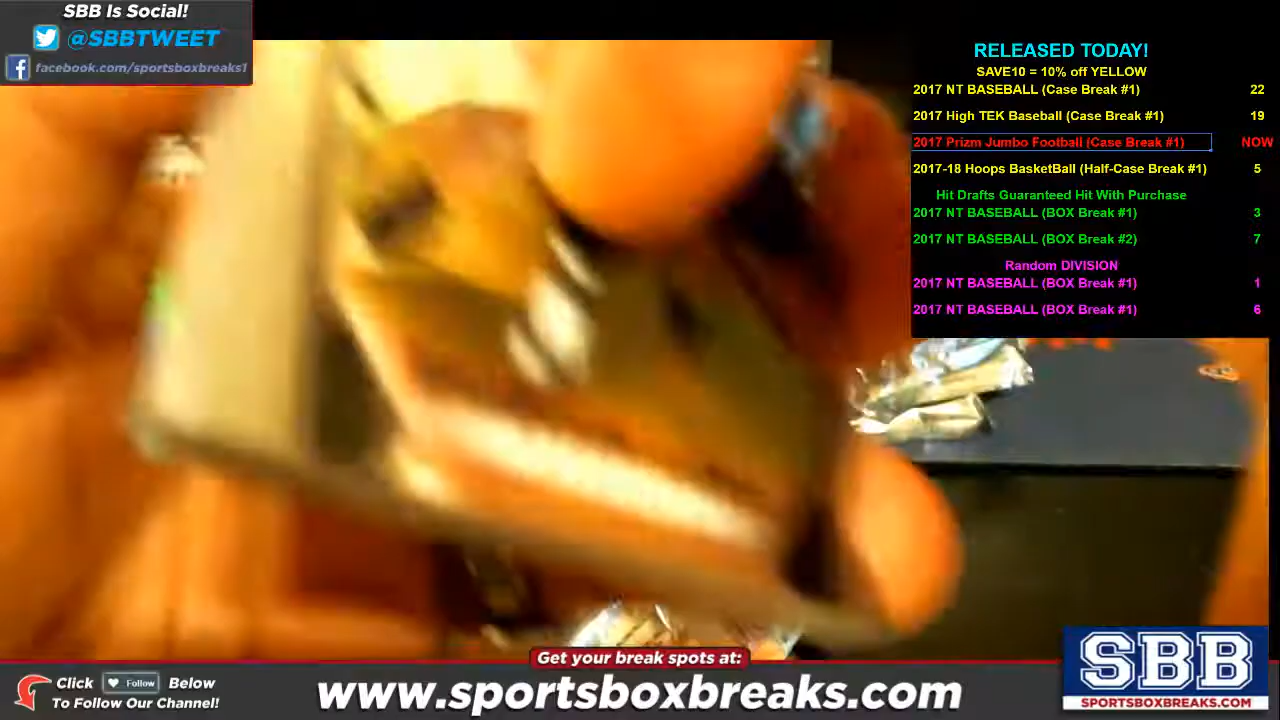 SBB Is Social!
@SBBTWEET
facebook.com/sportsboxbreaks1
RELEASED TODAY!
SAVE10 = 10% off YELLOW
2017 NT BASEBALL (Case Break #1) 22
2017 High TEK Baseball (Case Break #1) 19
2017 Prizm Jumbo Football (Case Break #1) NOW
2017-18 Hoops BasketBall (Half-Case Break #1) 5
Hit Drafts Guaranteed Hit With Purchase
2017 NT BASEBALL (BOX Break #1) 3
2017 NT BASEBALL (BOX Break #2) 7
Random DIVISION
2017 NT BASEBALL (BOX Break #1) 1
2017 NT BASEBALL (BOX Break #1) 6
Get your break spots at:
Click Follow Below
To Follow Our Channel!
www.sportsboxbreaks.com
SBB
SPORTSBOXBREAKS.COM